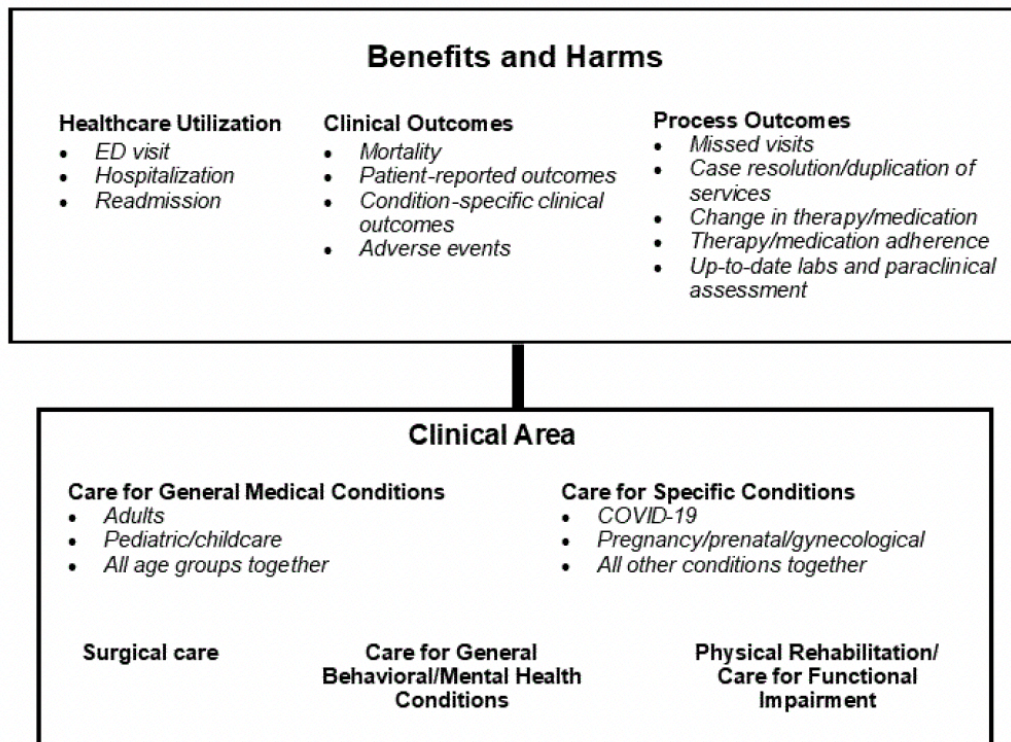 Benefits and Harms
Healthcare Utilization
• ED visit
• Hospitalization
• Readmission
Clinical Outcomes
• Mortality
• Patient-reported outcomes
• Condition-specific clinical
outcomes
• Adverse events
Process Outcomes
• Missed visits
• Case resolution/duplication of
services
• Change in therapy/medication
• Therapy/medication adherence
• Up-to-date labs and paraclinical
assessment
Clinical Area
Care for General Medical Conditions
• Adults
• Pediatric/childcare
• All age groups together
Care for Specific Conditions
• COVID-19
• Pregnancy/prenatal/gynecological
• All other conditions together
Surgical care
Care for General
Behavioral/Mental Health
Conditions
Physical Rehabilitation/
Care for Functional
Impairment